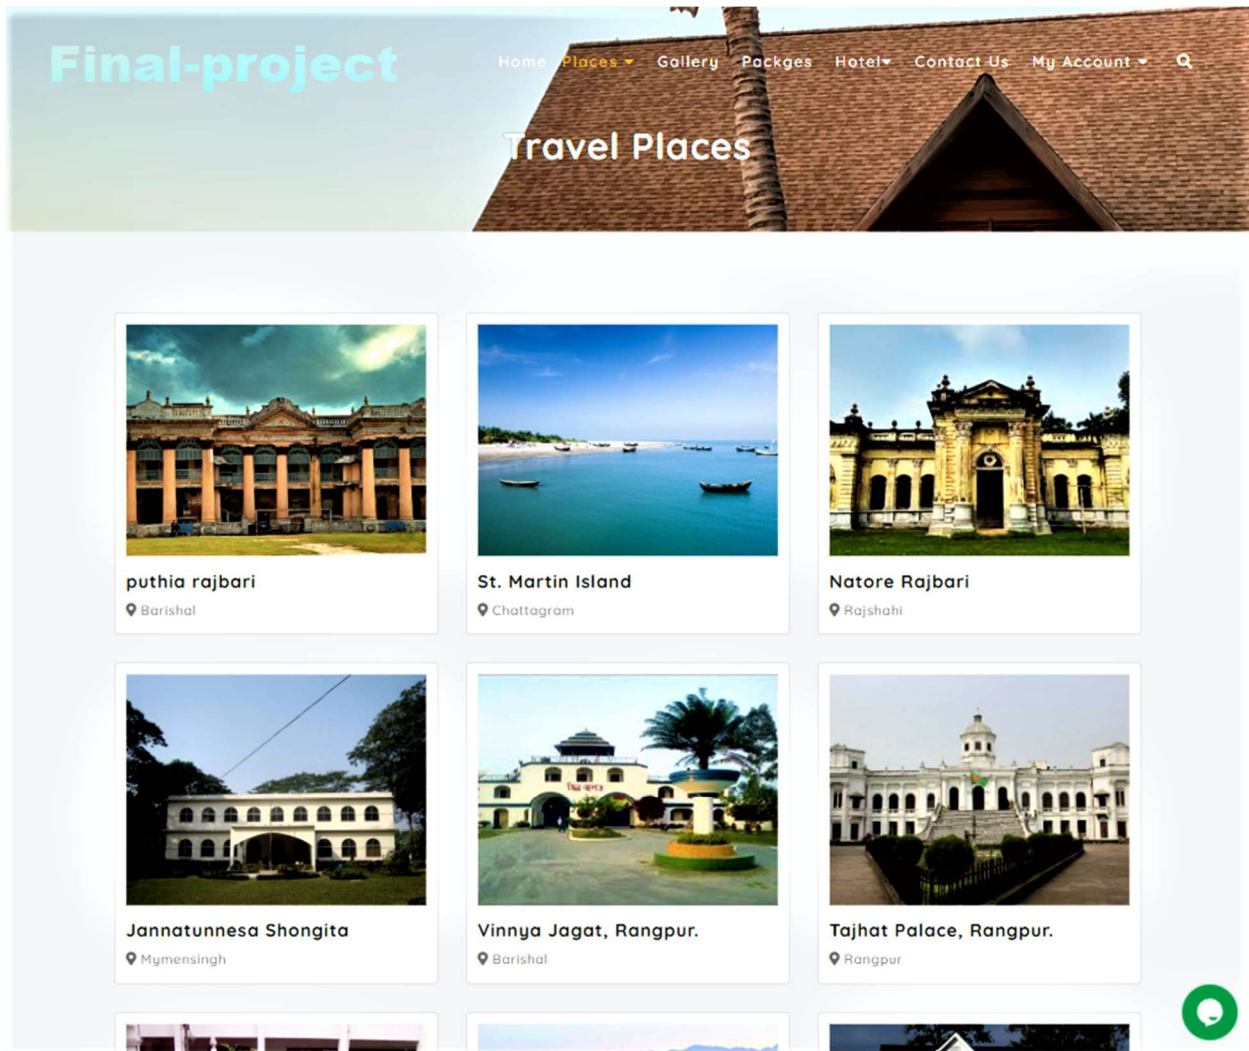 Final-project
Home Places Gallery Packges Hotel Contact Us My Account
Travel Places
puthia rajbari
Barishal
St. Martin Island
Chattagram
Natore Rajbari
Rajshahi
Jannatunnesa Shongita
Mymensingh
Vinnya Jagat, Rangpur.
Barishal
Tajhat Palace, Rangpur.
Rangpur